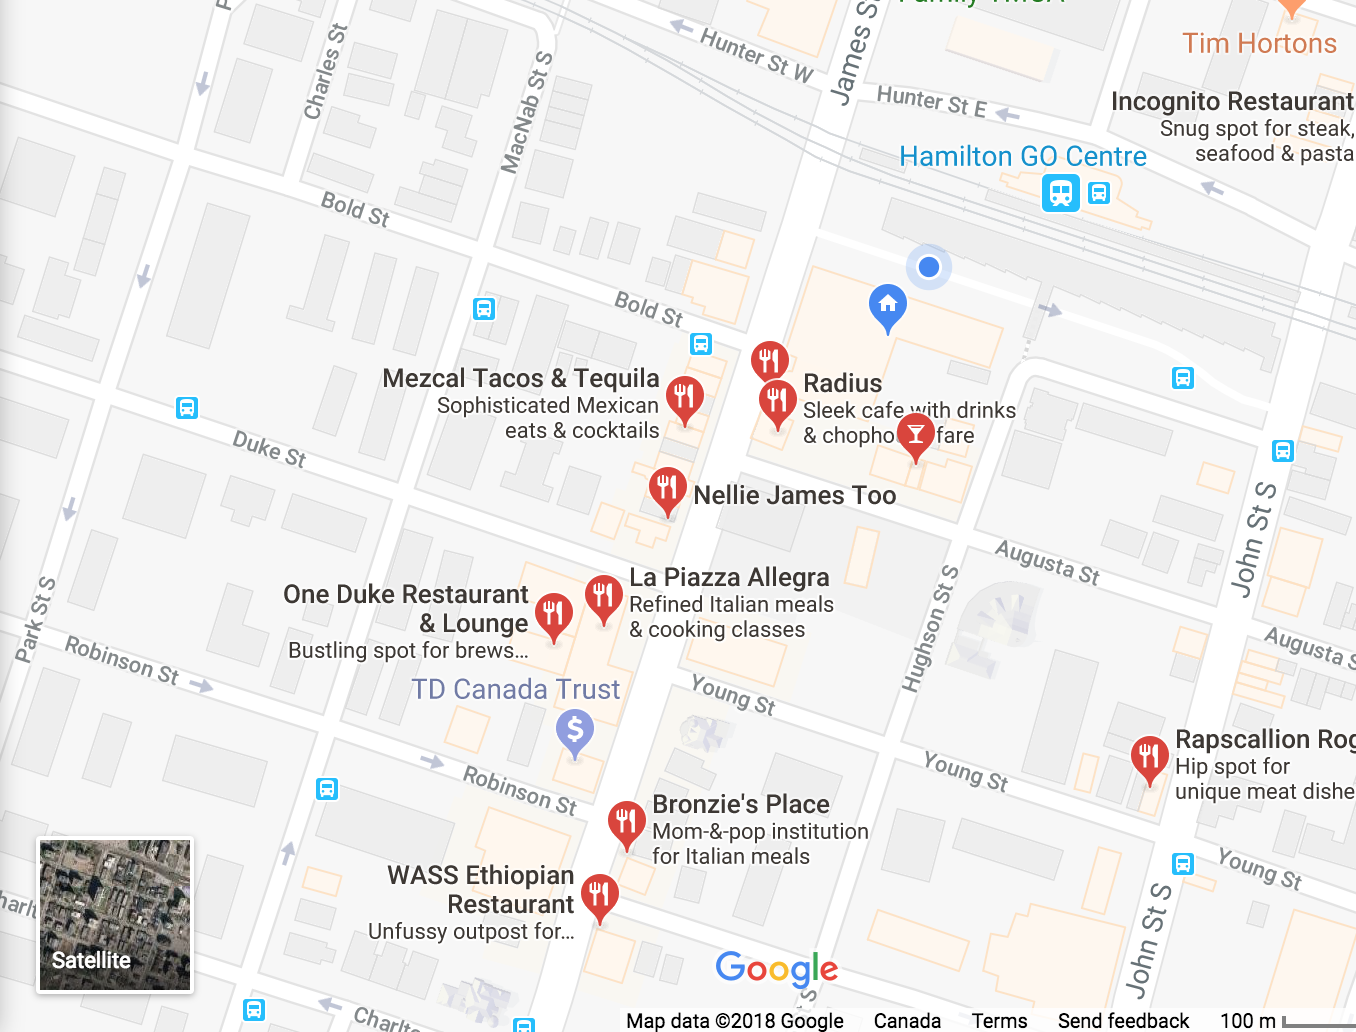 Family YMCA
Tim Hortons
Charles St
MacNab St S
Hunter St W
James St
Hunter St E
Incognito Restaurant
Snug spot for steak,
seafood & pasta
Hamilton GO Centre
Bold St
Bold St
Mezcal Tacos & Tequila
Sophisticated Mexican
eats & cocktails
Radius
Sleek cafe with drinks
& chopho fare
Duke St
Nellie James Too
John St S
Augusta St
One Duke Restaurant
& Lounge
Bustling spot for brews...
La Piazza Allegra
Refined Italian meals
& cooking classes
Hughson St S
Park St S
Robinson St
Augusta S
TD Canada Trust
Young St
Young St
Rapscallion Rog
Hip spot for
unique meat dishe
Robinson St
Bronzie's Place
Mom-&-pop institution
for Italian meals
Young St
WASS Ethiopian
Restaurant
Unfussy outpost for...
harlt
John St S
Satellite
Google
Charlt
S
Map data ©2018 Google Canada Terms Send feedback 100 m